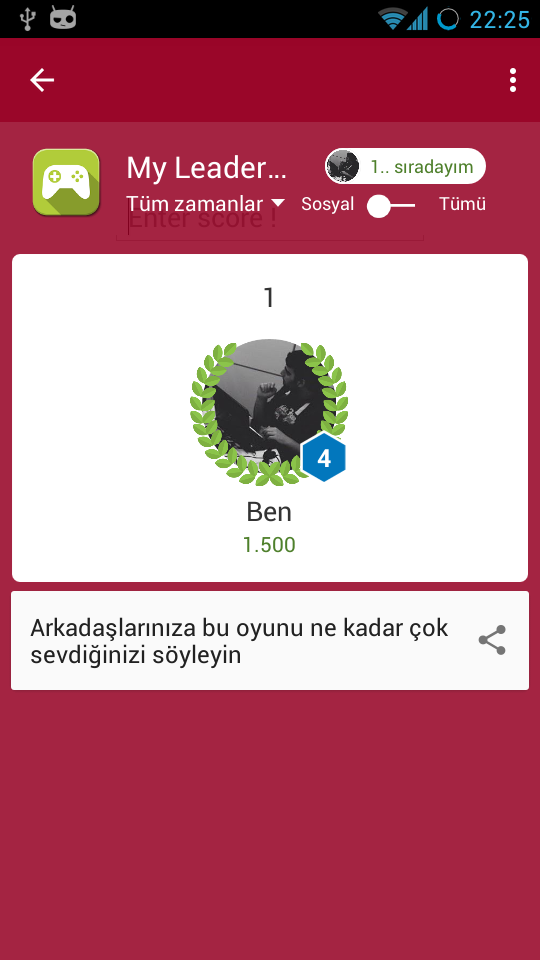 22:25
My Leader...
1.. sıradayım
Tüm zamanlar
Sosyal
Tümü
Enter score !
1
4
Ben
1.500
Arkadaşlarınıza bu oyunu ne kadar çok
sevdiğinizi söyleyin